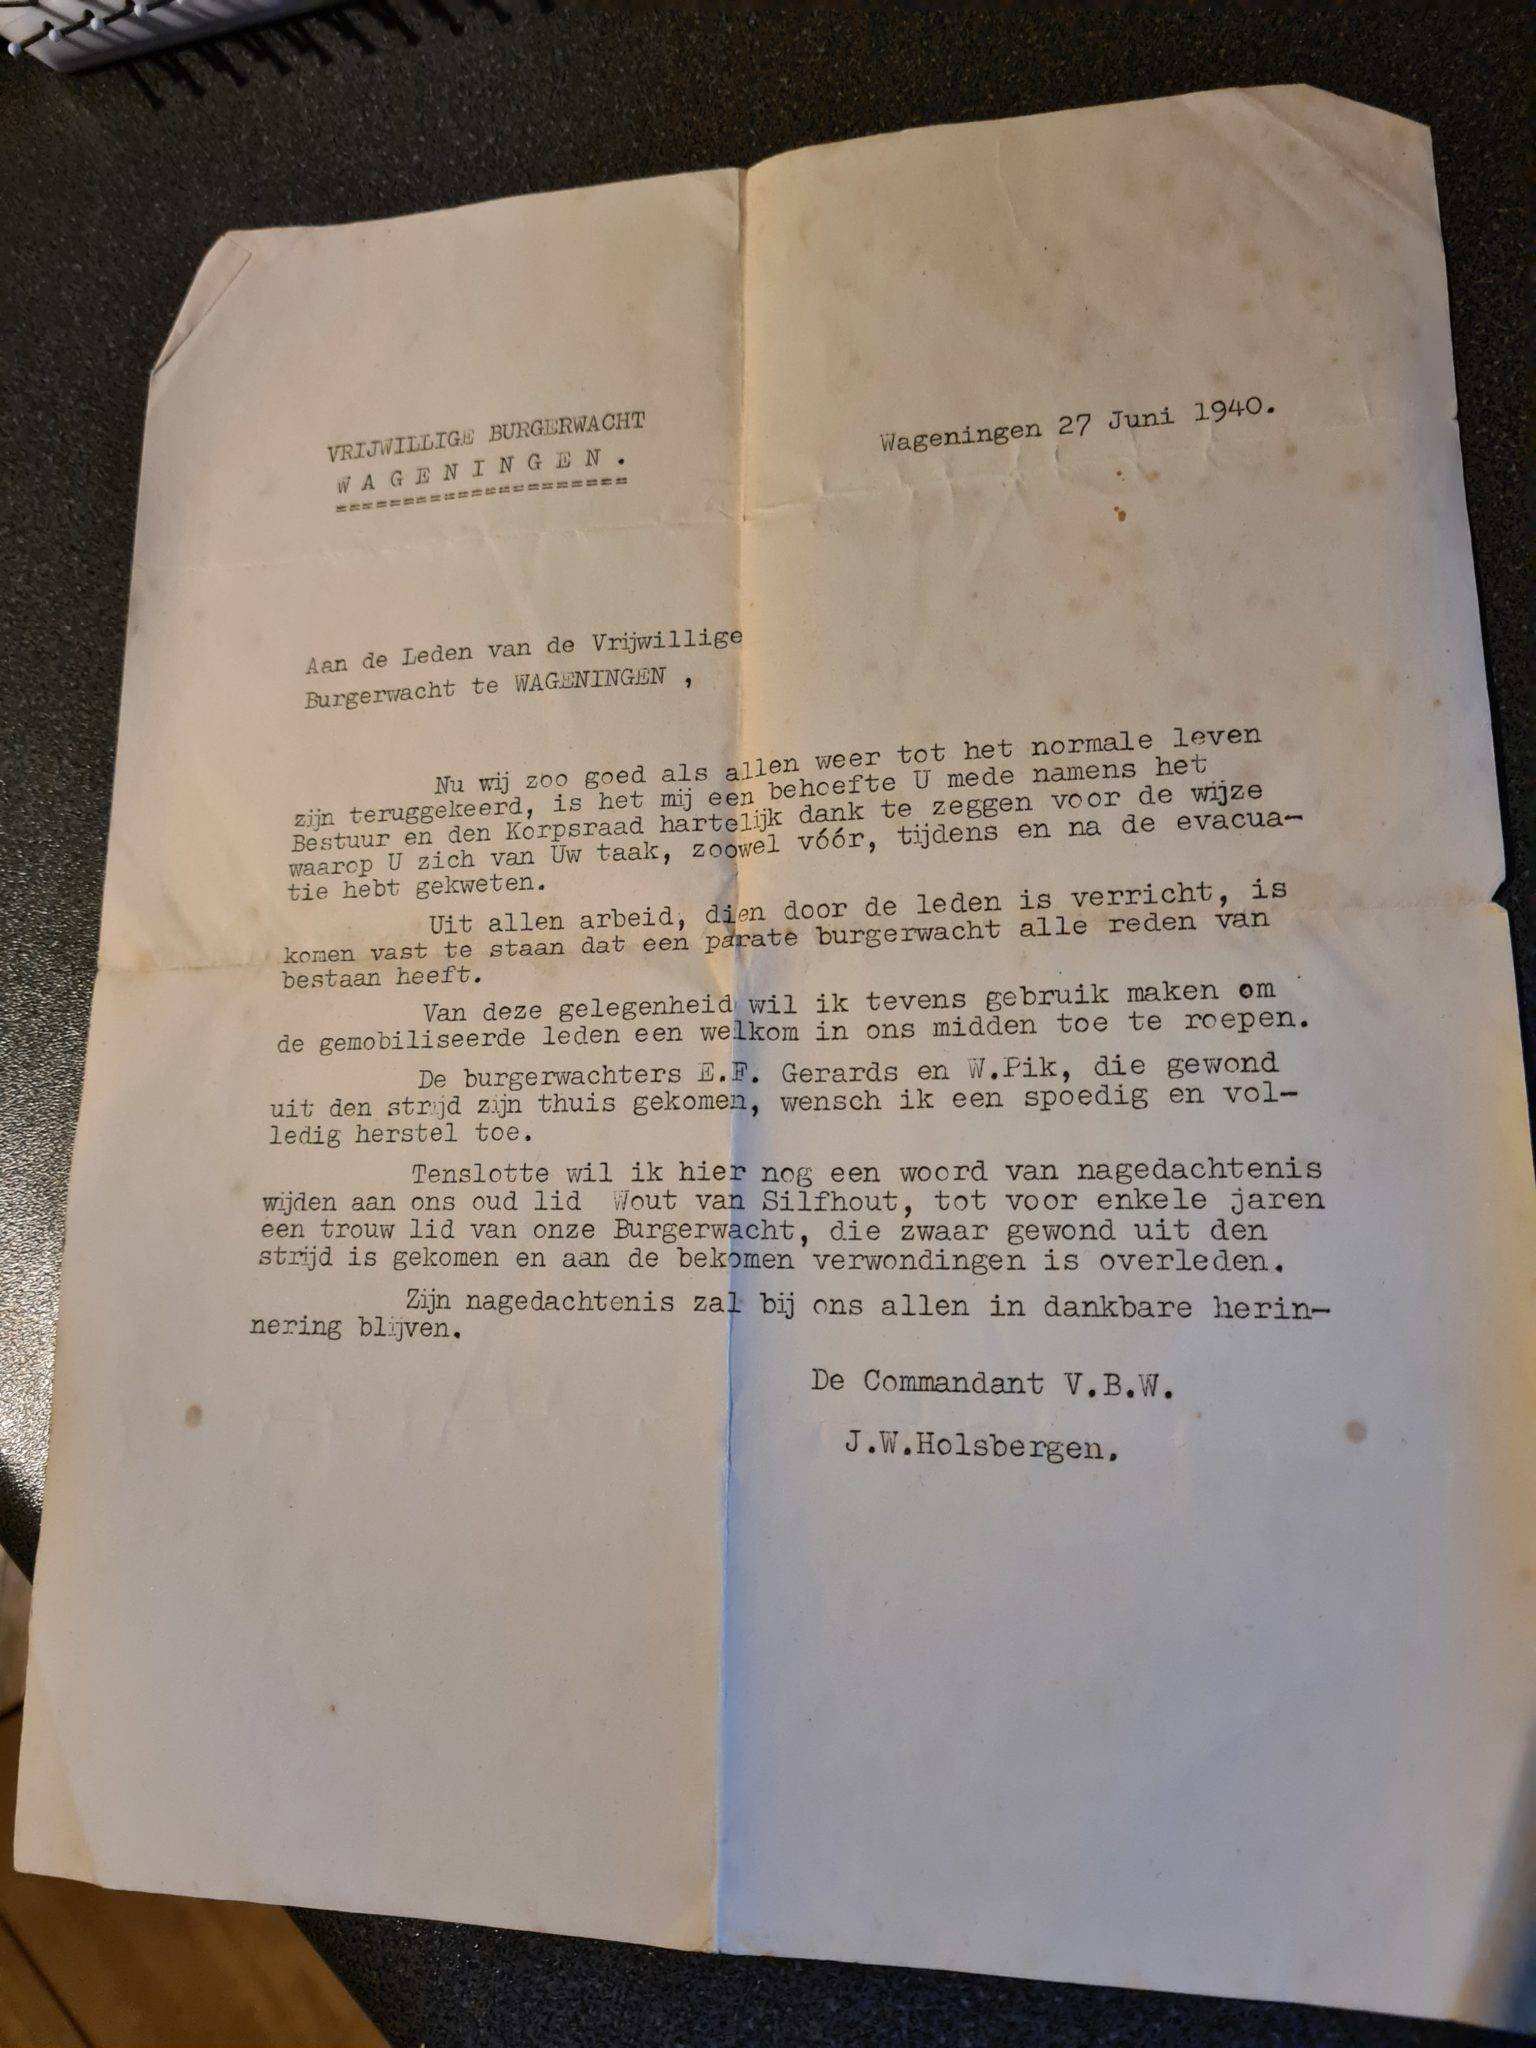 VRIJWILLIGE BURGERWACHT
W A G E N I N G E N .
=====================
Wageningen 27 Juni 1940.
Aan de Leden van de Vrijwillige
Burgerwacht te WAGENINGEN ,
Nu wij zoo goed als allen weer tot het normale leven
zijn teruggekeerd, is het mij een behoefte U mede namens het
Bestuur en den Korpsraad hartelijk dank te zeggen voor de wijze
waarop U zich van Uw taak, zoowel vóór, tijdens en na de evacua-
tie hebt gekweten.
Uit allen arbeid, dien door de leden is verricht, is
komen vast te staan dat een parate burgerwacht alle reden van
bestaan heeft.
Van deze gelegenheid wil ik tevens gebruik maken om
de gemobiliseerde leden een welkom in ons midden toe te roepen.
De burgerwachters E.F. Gerards en W.Pik, die gewond
uit den strijd zijn thuis gekomen, wensch ik een spoedig en vol-
ledig herstel toe.
Tenslotte wil ik hier nog een woord van nagedachtenis
wijden aan ons oud lid Wout van Silfhout, tot voor enkele jaren
een trouw lid van onze Burgerwacht, die zwaar gewond uit den
strijd is gekomen en aan de bekomen verwondingen is overleden.
Zijn nagedachtenis zal bij ons allen in dankbare herin-
nering blijven.
De Commandant V.B.W.
J.W.Holsbergen.